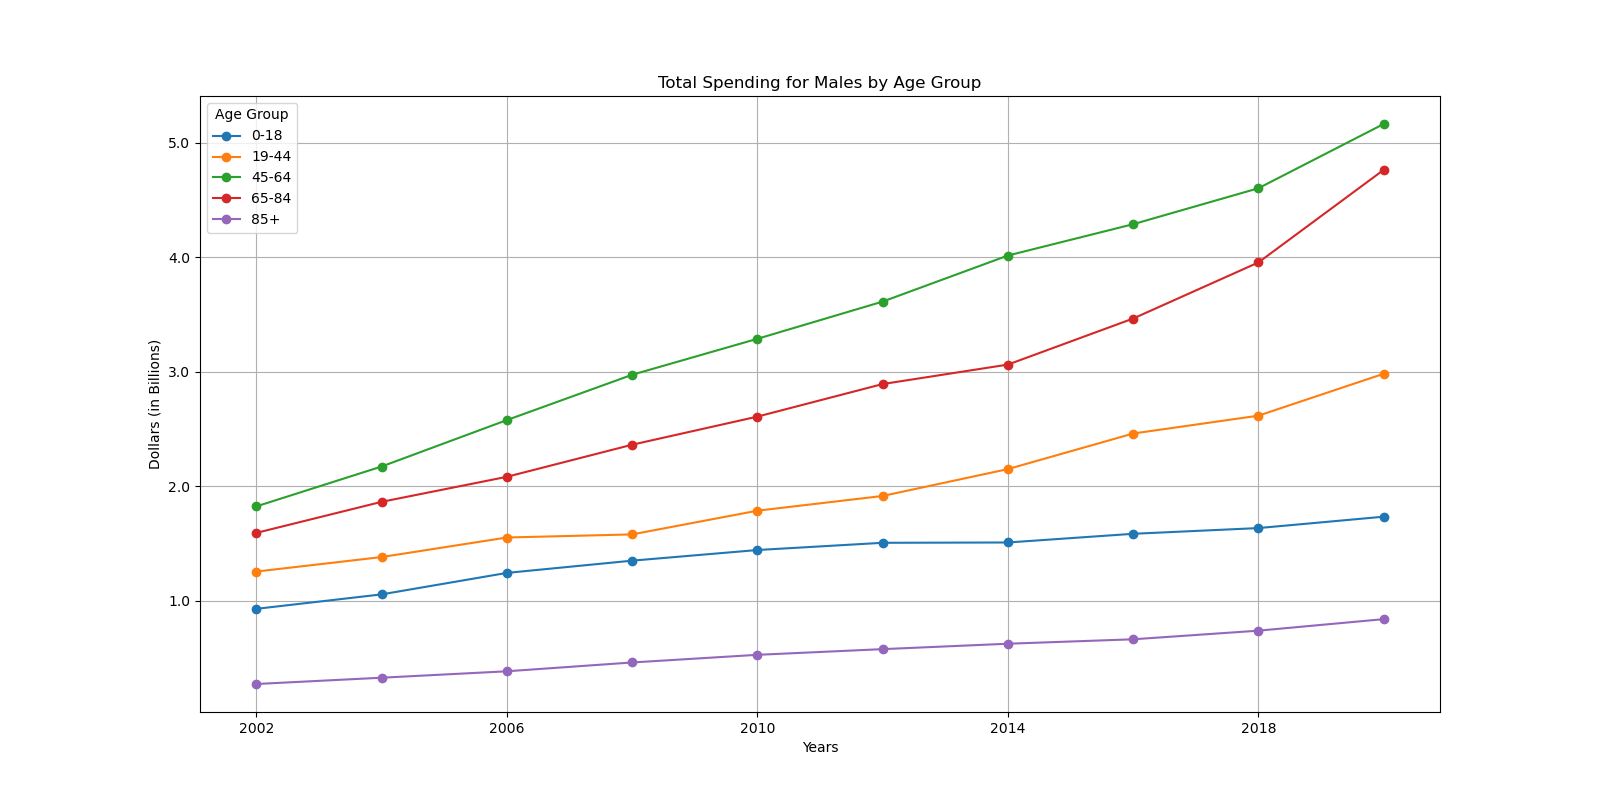 Total Spending for Males by Age Group
Age Group
0-18
19-44
45-64
65-84
85+
5.0
4.0
3.0
2.0
1.0
Dollars (in Billions)
2002 2006 2010 2014 2018
Years